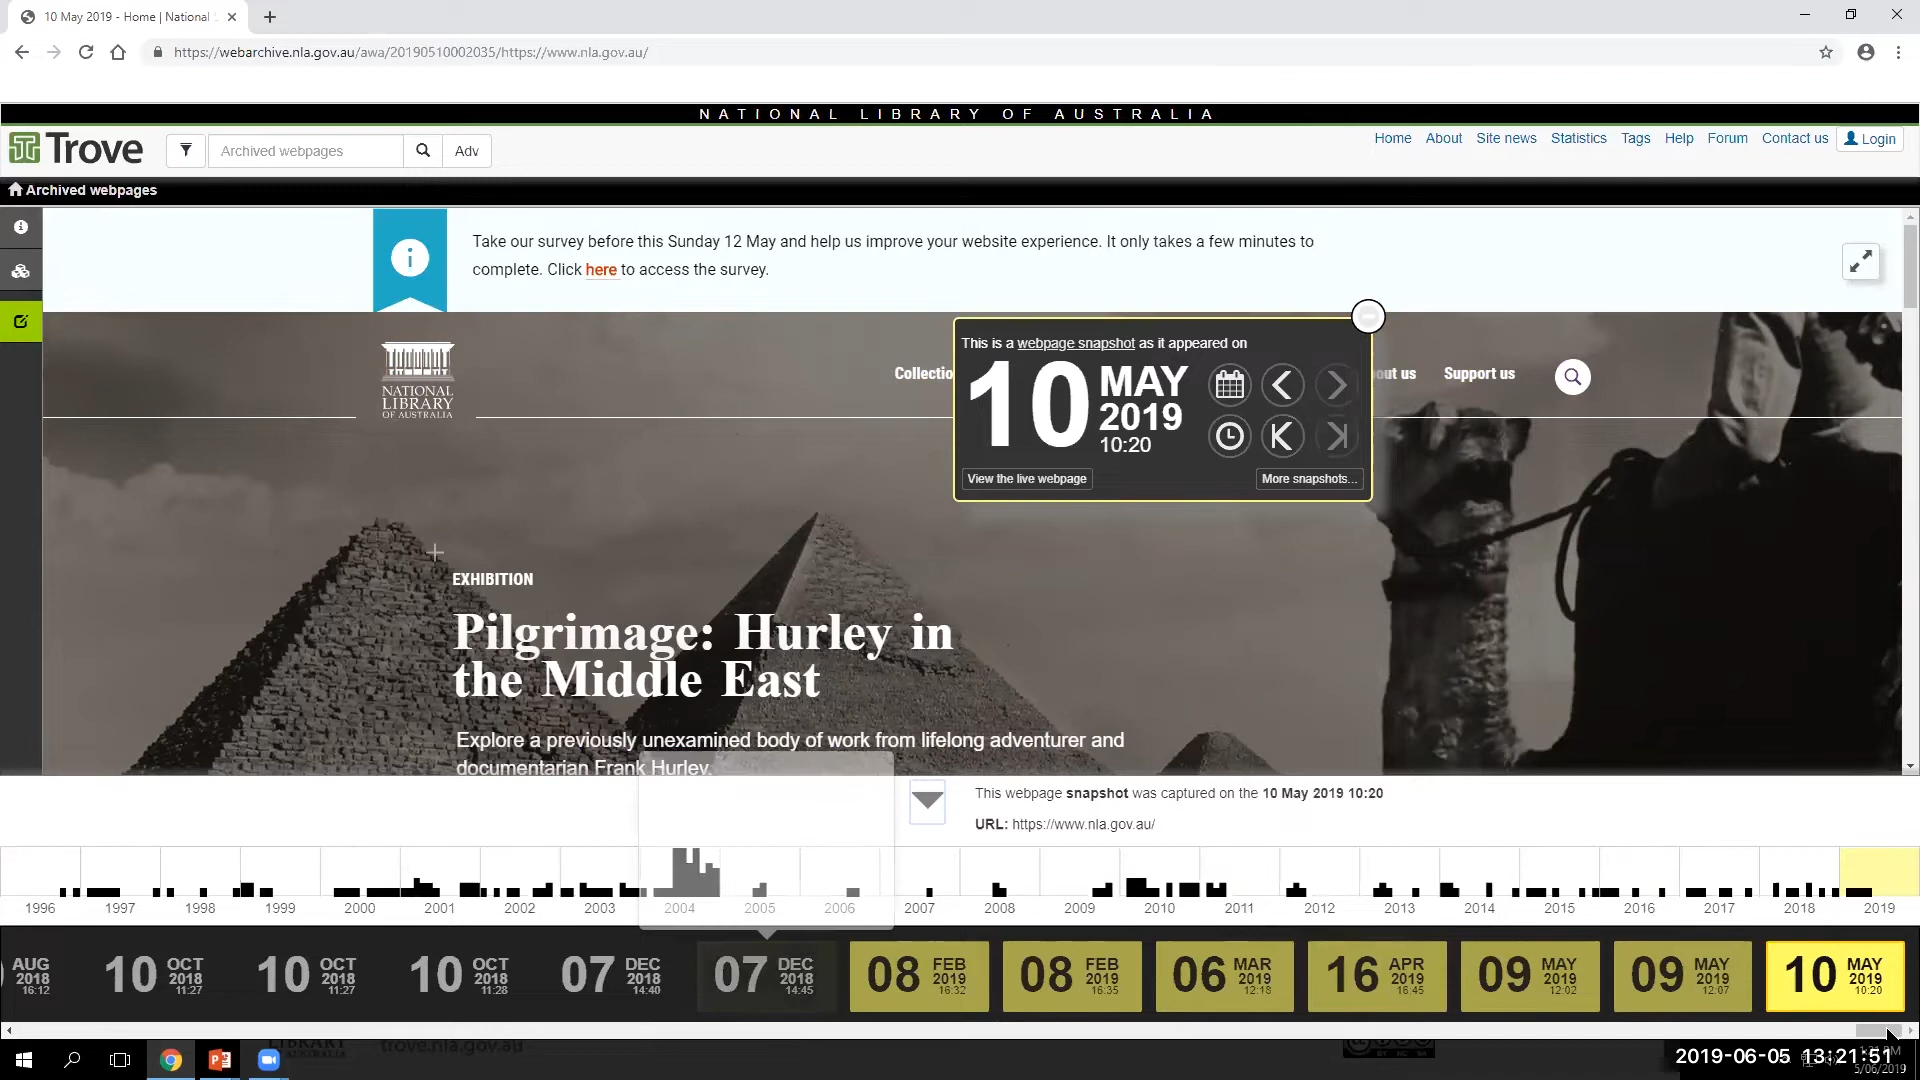 10 May 2019 - Home | National
https://webarchive.nla.gov.au/awa/20190510002035/https://www.nla.gov.au/
NATIONAL LIBRARY OF AUSTRALIA
Trove
Archived webpages
Adv
Home About Site news Statistics Tags Help Forum Contact us Login
Archived webpages
Take our survey before this Sunday 12 May and help us improve your website experience. It only takes a few minutes to
complete. Click here to access the survey.
NATIONAL
LIBRARY
OF AUSTRALIA
Collectio
out us
Support us
This is a webpage snapshot as it appeared on
10 MAY
2019
10:20
View the live webpage
More snapshots...
EXHIBITION
Pilgrimage: Hurley in
the Middle East
Explore a previously unexamined body of work from lifelong adventurer and
documentarian Frank Hurley.
This webpage snapshot was captured on the 10 May 2019 10:20
URL: https://www.nla.gov.au/
1996 1997 1998 1999 2000 2001 2002 2003 2004 2005 2006 2007 2008 2009 2010 2011 2012 2013 2014 2015 2016 2017 2018 2019
AUG 2018 16:12
10 OCT 2018 11:27
10 OCT 2018 11:27
10 OCT 2018 11:28
07 DEC 2018 14:40
07 DEC 2018 14:45
08 FEB 2019 16:32
08 FEB 2019 16:35
06 MAR 2019 12:18
16 APR 2019 16:45
09 MAY 2019 12:02
09 MAY 2019 12:07
10 MAY 2019 10:20
LIBRARY
trove.nla.gov.au
2019-06-05 13:21:51
5/06/2019